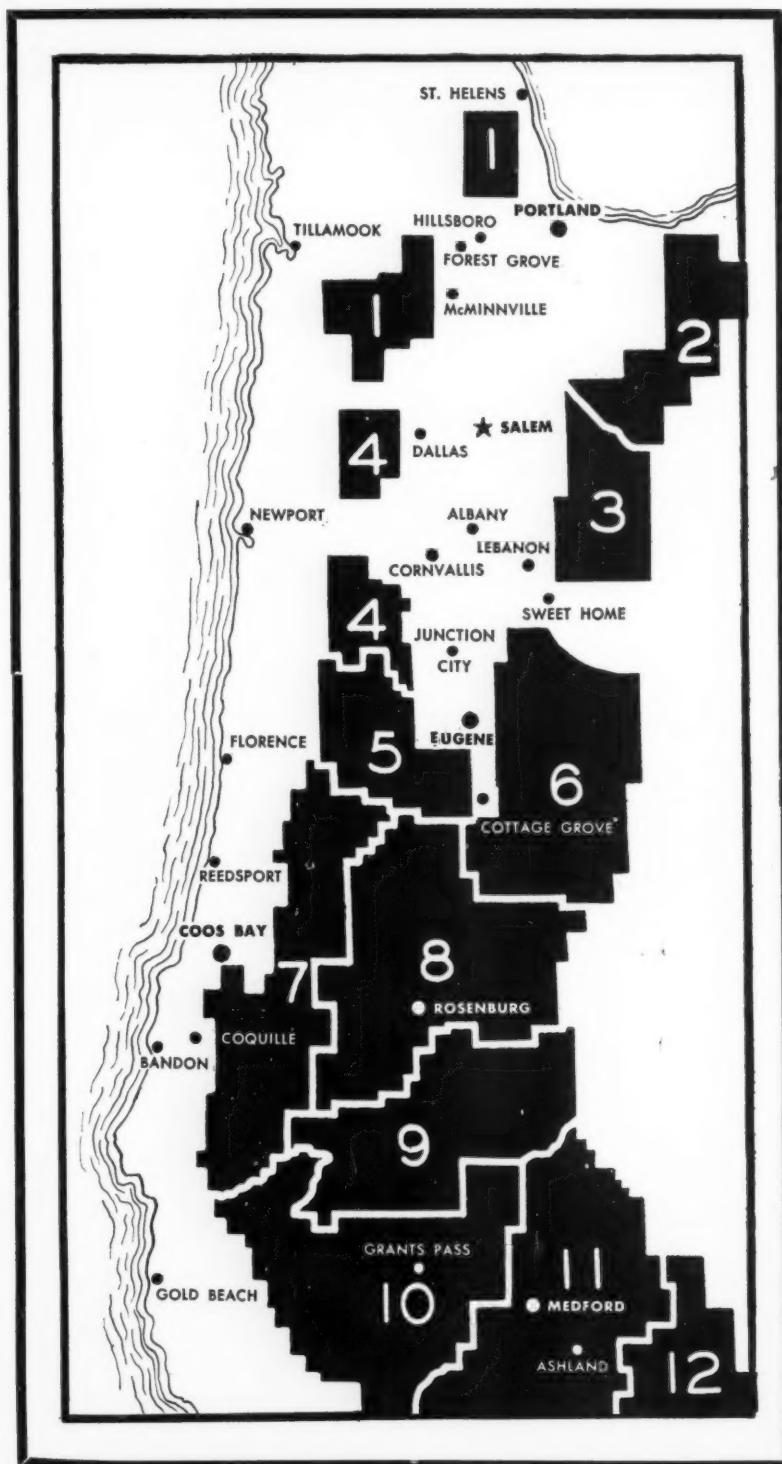 ST. HELENS
1
PORTLAND
HILLSBORO
TILLAMOOK
FOREST GROVE
1
McMINNVILLE
2
4
DALLAS
SALEM
3
NEWPORT
ALBANY
LEBANON
CORNVALLIS
SWEET HOME
4
JUNCTION
CITY
EUGENE
FLORENCE
5
6
COTTAGE GROVE
REEDSPORT
COOS BAY
7
8
ROSENBURG
COQUILLE
BANDON
9
GRANTS PASS
GOLD BEACH
10
11
MEDFORD
ASHLAND
12